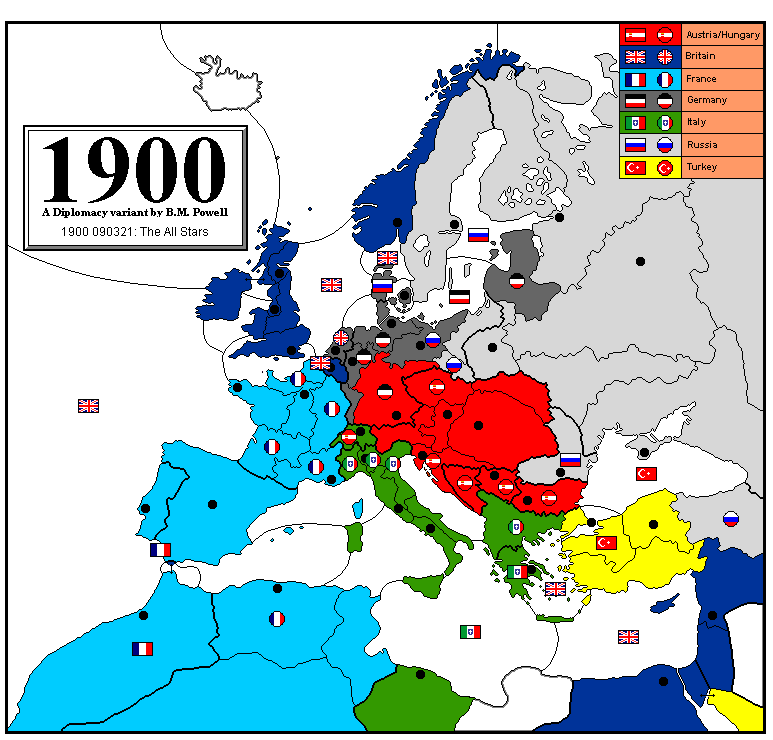 1900
A Diplomacy variant by B.M. Powell
1900 090321: The All Stars
Austria/Hungary
Britain
France
Germany
Italy
Russia
Turkey